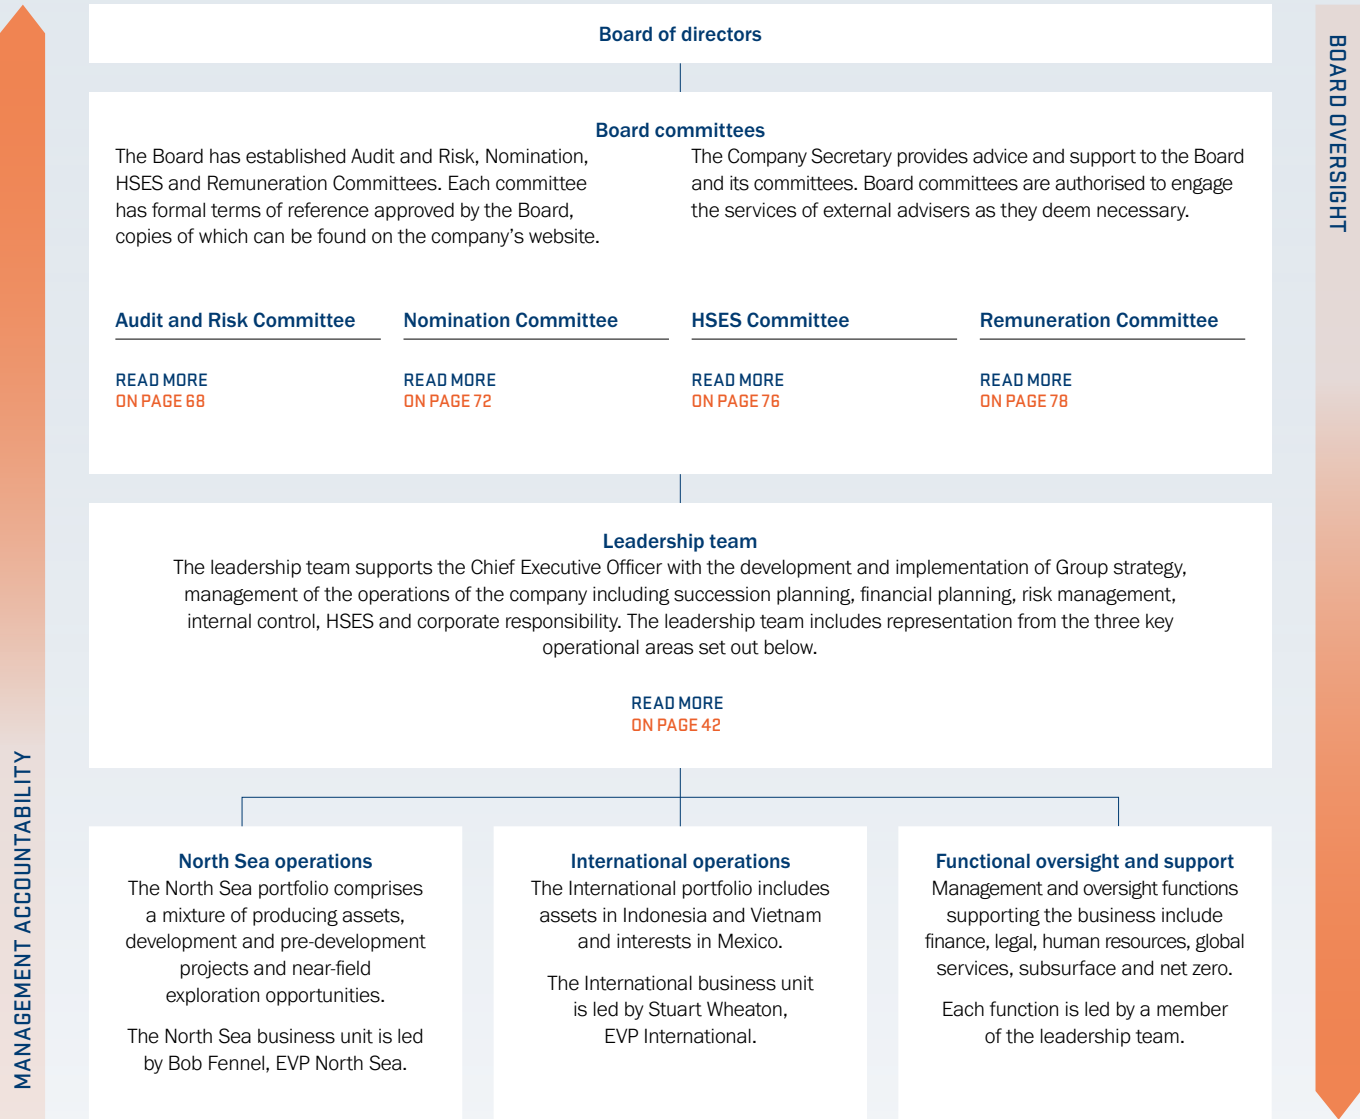 Board of directors
BOARD OVERSIGHT
Board committees
The Board has established Audit and Risk, Nomination,
HSES and Remuneration Committees. Each committee
has formal terms of reference approved by the Board,
copies of which can be found on the company's website.
The Company Secretary provides advice and support to the Board
and its committees. Board committees are authorised to engage
the services of external advisers as they deem necessary.
Audit and Risk Committee
READ MORE
ON PAGE 68
Nomination Committee
READ MORE
ON PAGE 72
HSES Committee
READ MORE
ON PAGE 76
Remuneration Committee
READ MORE
ON PAGE 78
Leadership team
The leadership team supports the Chief Executive Officer with the development and implementation of Group strategy,
management of the operations of the company including succession planning, financial planning, risk management,
internal control, HSES and corporate responsibility. The leadership team includes representation from the three key
operational areas set out below.
READ MORE
ON PAGE 42
MANAGEMENT ACCOUNTABILITY
North Sea operations
The North Sea portfolio comprises
a mixture of producing assets,
development and pre-development
projects and near-field
exploration opportunities.
The North Sea business unit is led
by Bob Fennel, EVP North Sea.
International operations
The International portfolio includes
assets in Indonesia and Vietnam
and interests in Mexico.
The International business unit
is led by Stuart Wheaton,
EVP International.
Functional oversight and support
Management and oversight functions
supporting the business include
finance, legal, human resources, global
services, subsurface and net zero.
Each function is led by a member
of the leadership team.